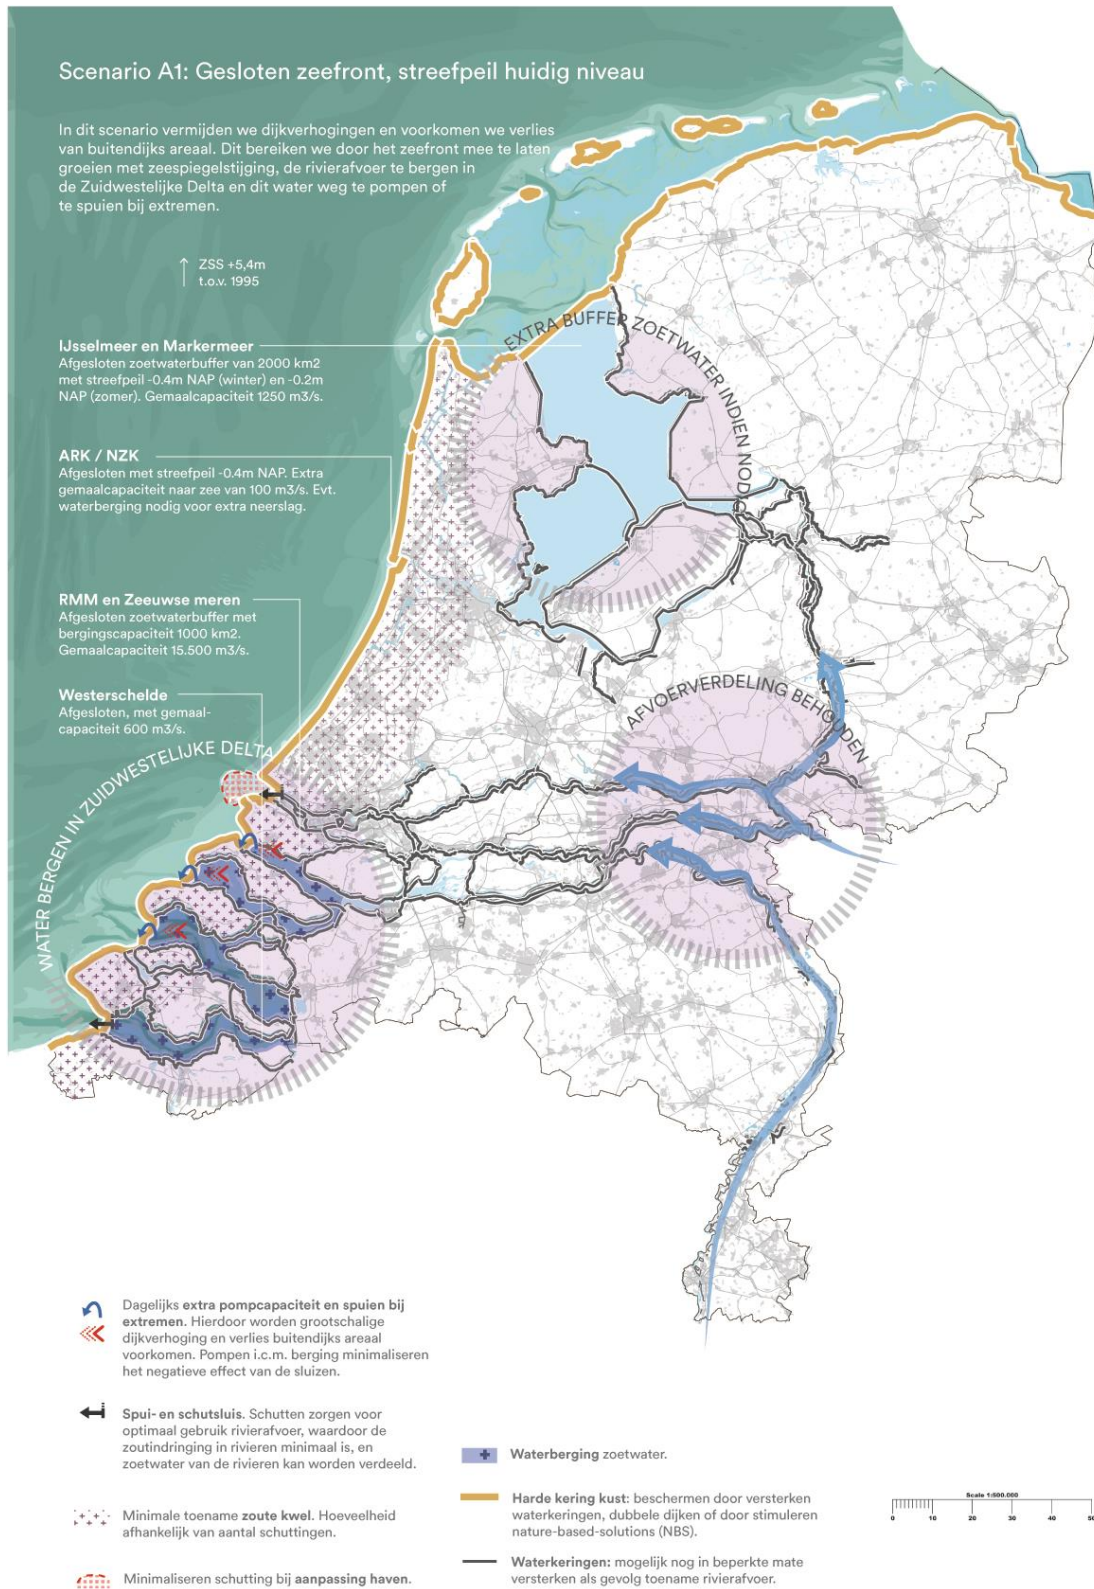 Scenario A1: Gesloten zeefront, streefpeil huidig niveau
In dit scenario vermijden we dijkverhogingen en voorkomen we verlies
van buitendijks areaal. Dit bereiken we door het zeefront mee te laten
groeien met zeespiegelstijging, de rivierafvoer te bergen in
de Zuidwestelijke Delta en dit water weg te pompen of
te spuien bij extremen.
ZSS +5,4m
t.o.v. 1995
IJsselmeer en Markermeer
Afgesloten zoetwaterbuffer van 2000 km2
met streefpeil -0.4m NAP (winter) en -0.2m
NAP (zomer). Gemaalcapaciteit 1250 m3/s.
EXTRA BUFFER ZOETWATER INDIEN NODIG
ARK / NZK
Afgesloten met streefpeil -0.4m NAP. Extra
gemaalcapaciteit naar zee van 100 m3/s. Evt.
waterberging nodig voor extra neerslag.
RMM en Zeeuwse meren
Afgesloten zoetwaterbuffer met
bergingscapaciteit 1000 km2.
Gemaalcapaciteit 15.500 m3/s.
Westerschelde
Afgesloten, met gemaal-
capaciteit 600 m3/s.
AFVOERVERDELING BEHOUDEN
WATER BERGEN IN ZUIDWESTELIJKE DELTA
Dagelijks extra pompcapaciteit en spuien bij
extremen. Hierdoor worden grootschalige
dijkverhoging en verlies buitendijks areaal
voorkomen. Pompen i.c.m. berging minimaliseren
het negatieve effect van de sluizen.
Spui- en schutsluis. Schutten zorgen voor
optimaal gebruik rivierafvoer, waardoor de
zoutindringing in rivieren minimaal is, en
zoetwater van de rivieren kan worden verdeeld.
Minimale toename zoute kwel. Hoeveelheid
afhankelijk van aantal schuttingen.
Minimaliseren schutting bij aanpassing haven.
Waterberging zoetwater.
Harde kering kust: beschermen door versterken
waterkeringen, dubbele dijken of door stimuleren
nature-based-solutions (NBS).
Waterkeringen: mogelijk nog in beperkte mate
versterken als gevolg toename rivierafvoer.
Scale 1:500.000
0 10 20 30 40 50